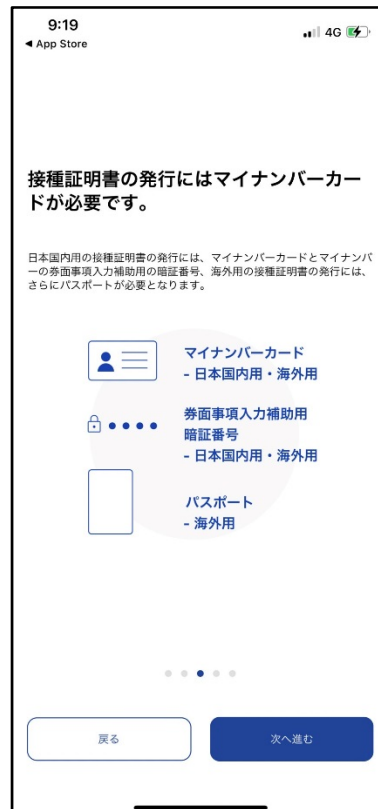 9:19
◀ App Store
4G
接種証明書の発行にはマイナンバーカー
ドが必要です。
日本国内用の接種証明書の発行には、マイナンバーカードとマイナンバ
ーの券面事項入力補助用の暗証番号、海外用の接種証明書の発行には、
さらにパスポートが必要となります。
マイナンバーカード
- 日本国内用・海外用
券面事項入力補助用
暗証番号
- 日本国内用・海外用
パスポート
- 海外用
戻る
次へ進む